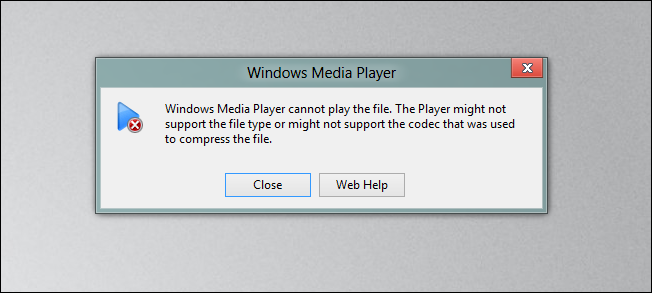 Windows Media Player
x
Windows Media Player cannot play the file. The Player might not
support the file type or might not support the codec that was used
to compress the file.
Close
Web Help